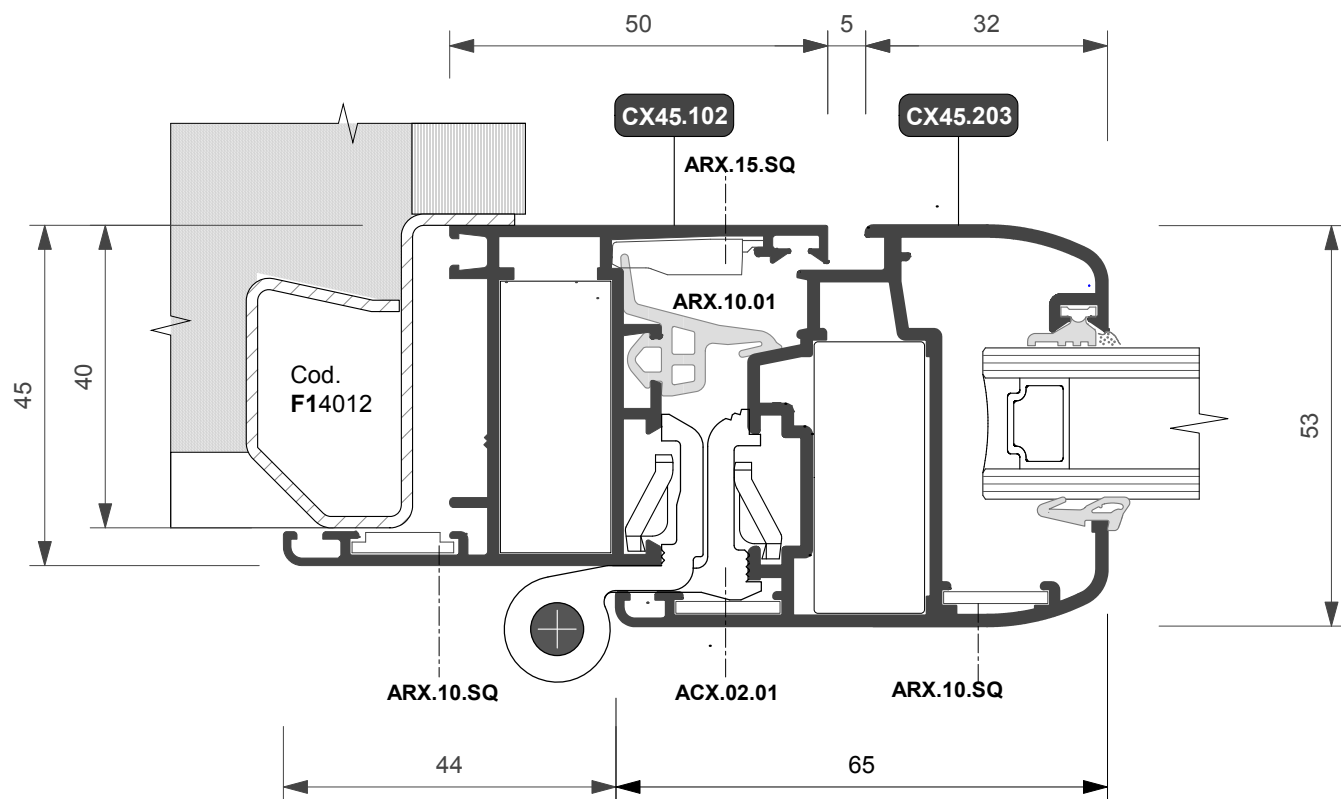 50
5
32
CX45.102
CX45.203
ARX.15.SQ
ARX.10.01
45
40
Cod.
F14012
53
ARX.10.SQ
ACX.02.01
ARX.10.SQ
44
65